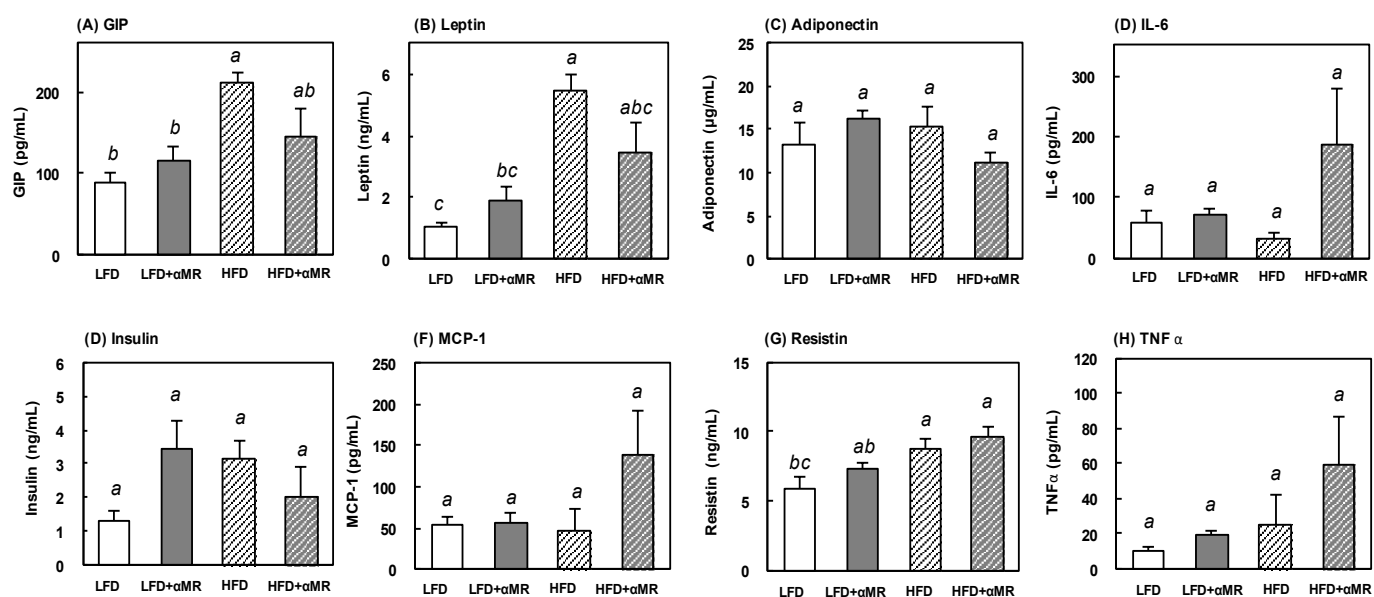 (A) GIP
GIP (pg/mL)
200
100
0
b
b
a
ab
LFD
LFD+αMR
HFD
HFD+αMR
(B) Leptin
Leptin (ng/mL)
6
4
2
0
c
bc
a
abc
LFD
LFD+αMR
HFD
HFD+αMR
(C) Adiponectin
Adiponectin (µg/mL)
25
20
15
10
5
0
a
a
a
a
LFD
LFD+αMR
HFD
HFD+αMR
(D) IL-6
IL-6 (pg/mL)
300
200
100
0
a
a
a
a
LFD
LFD+αMR
HFD
HFD+αMR
(D) Insulin
Insulin (ng/mL)
6
5
4
3
2
1
0
a
a
a
a
LFD
LFD+αMR
HFD
HFD+αMR
(F) MCP-1
MCP-1 (pg/mL)
250
200
150
100
50
0
a
a
a
a
LFD
LFD+αMR
HFD
HFD+αMR
(G) Resistin
Resistin (ng/mL)
15
10
5
0
bc
ab
a
a
LFD
LFD+αMR
HFD
HFD+αMR
(H) TNF α
TNFα (pg/mL)
120
100
80
60
40
20
0
a
a
a
a
LFD
LFD+αMR
HFD
HFD+αMR